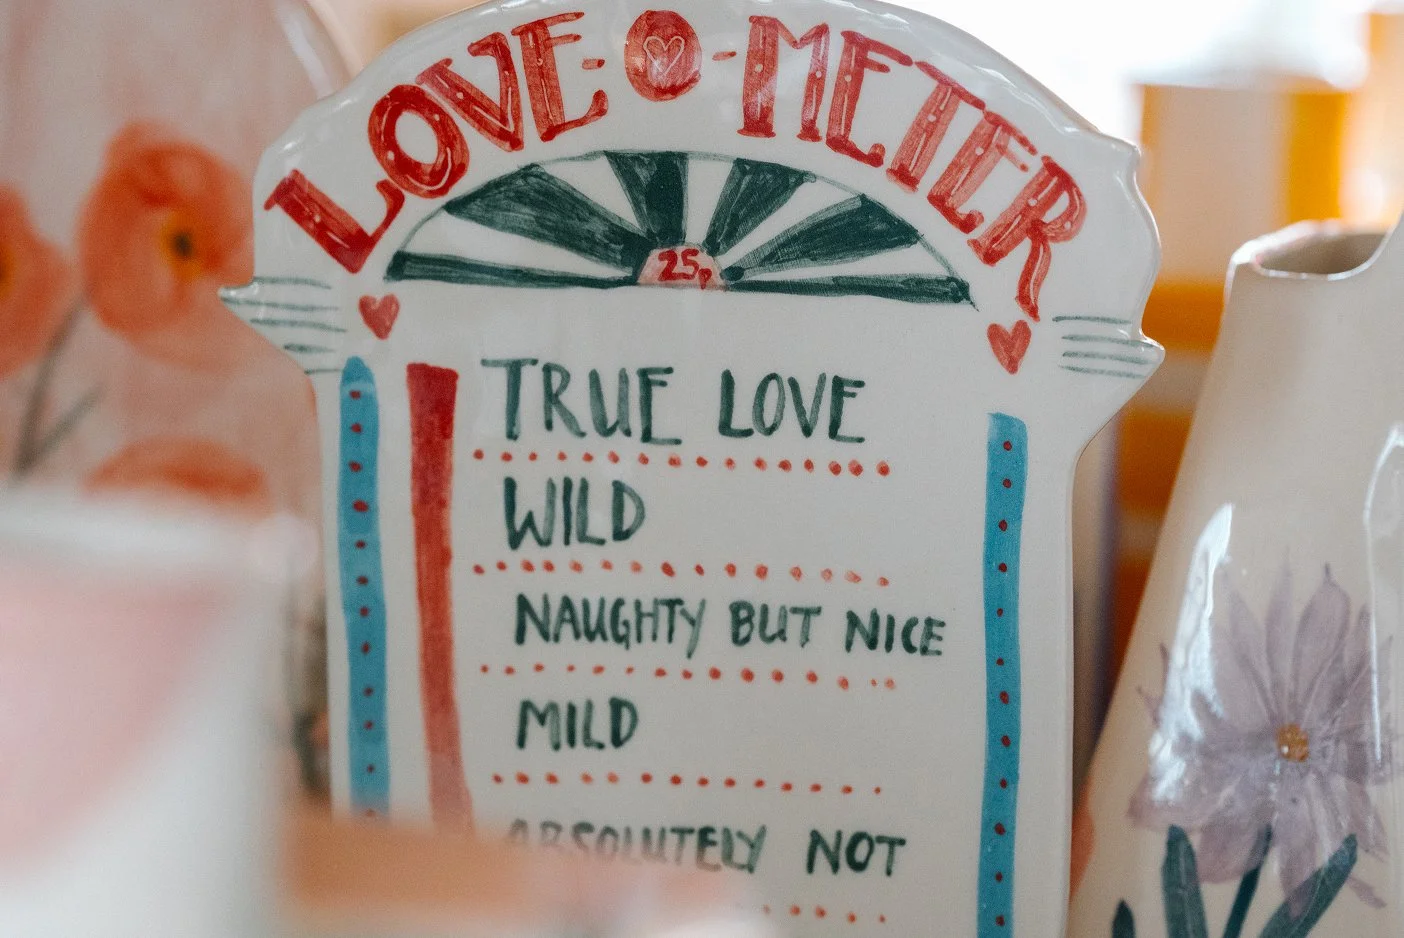 LOVE-O-METER
25p
TRUE LOVE
WILD
NAUGHTY BUT NICE
MILD
ABSOLUTELY NOT